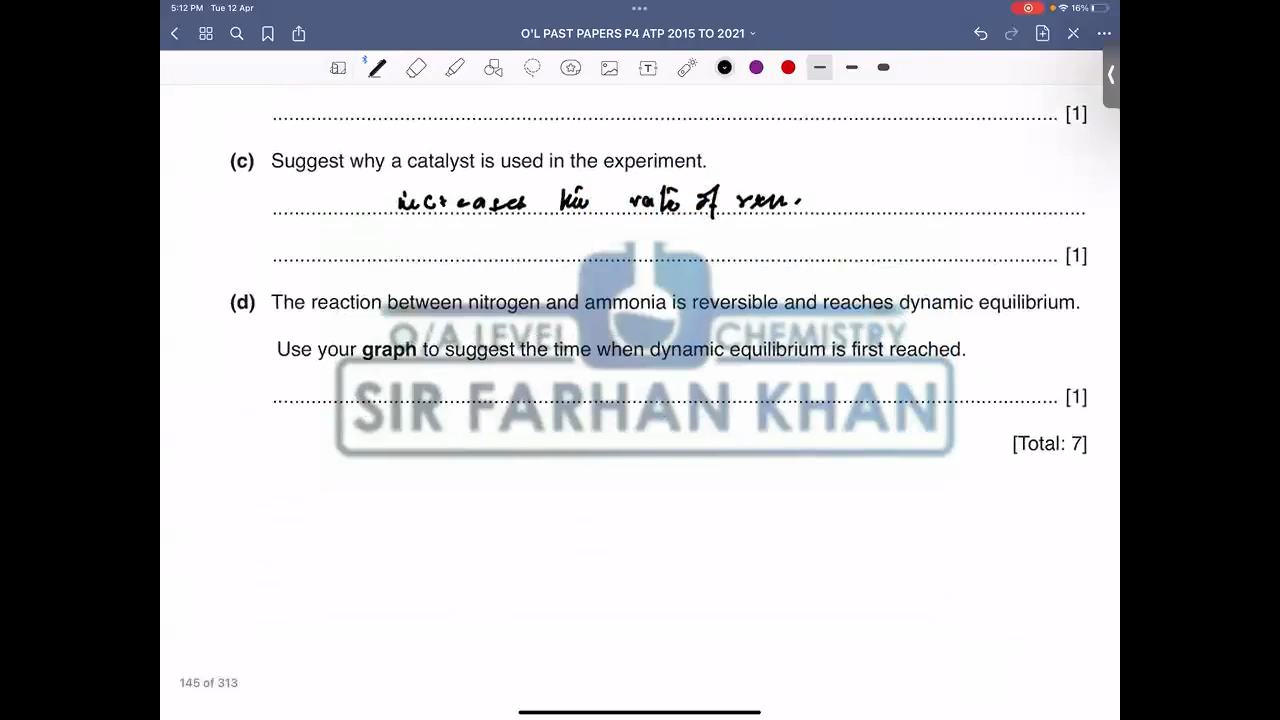 5:12 PM Tue 12 Apr
16%
O'L PAST PAPERS P4 ATP 2015 TO 2021
[1]
(c) Suggest why a catalyst is used in the experiment.
increases the rate of rxn.
[1]
(d) The reaction between nitrogen and ammonia is reversible and reaches dynamic equilibrium.
O/A LEVEL CHEMISTRY
Use your graph to suggest the time when dynamic equilibrium is first reached.
SIR FARHAN KHAN
[1]
[Total: 7]
145 of 313